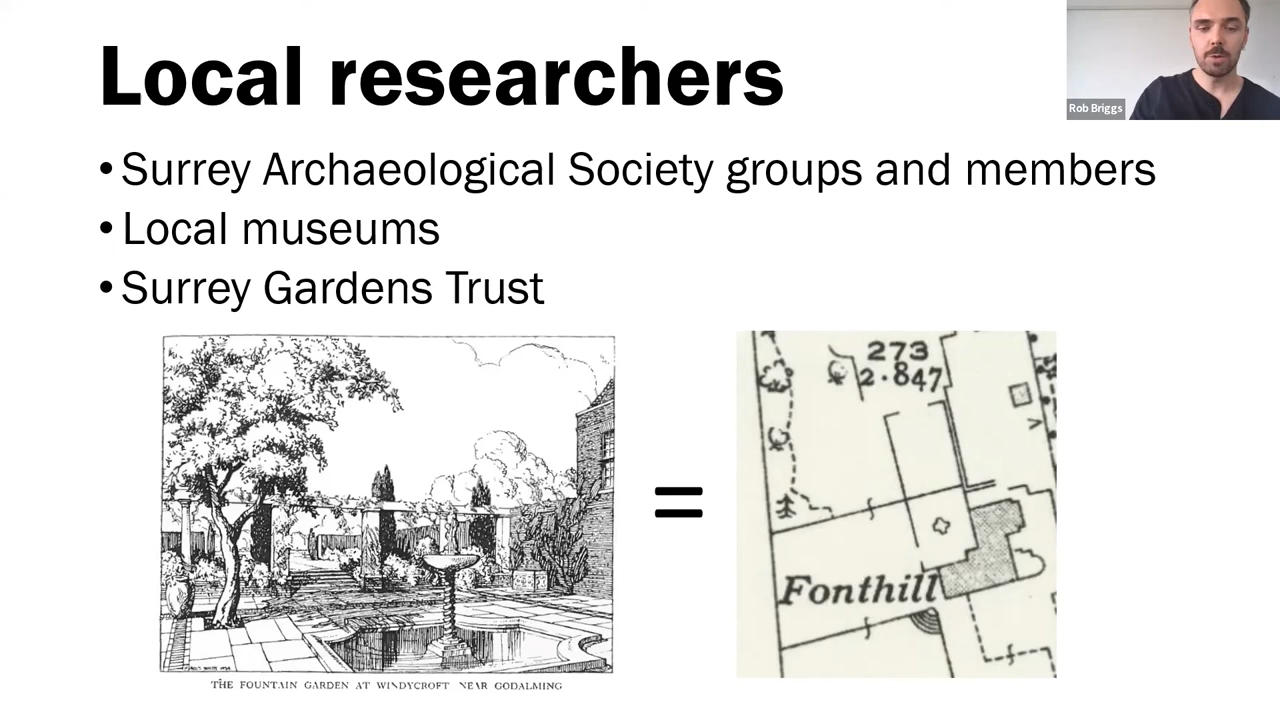 Local researchers
Rob Briggs
• Surrey Archaeological Society groups and members
• Local museums
• Surrey Gardens Trust
=
273
2·847
Fonthill
THE FOUNTAIN GARDEN AT WINDYCROFT NEAR GODALMING